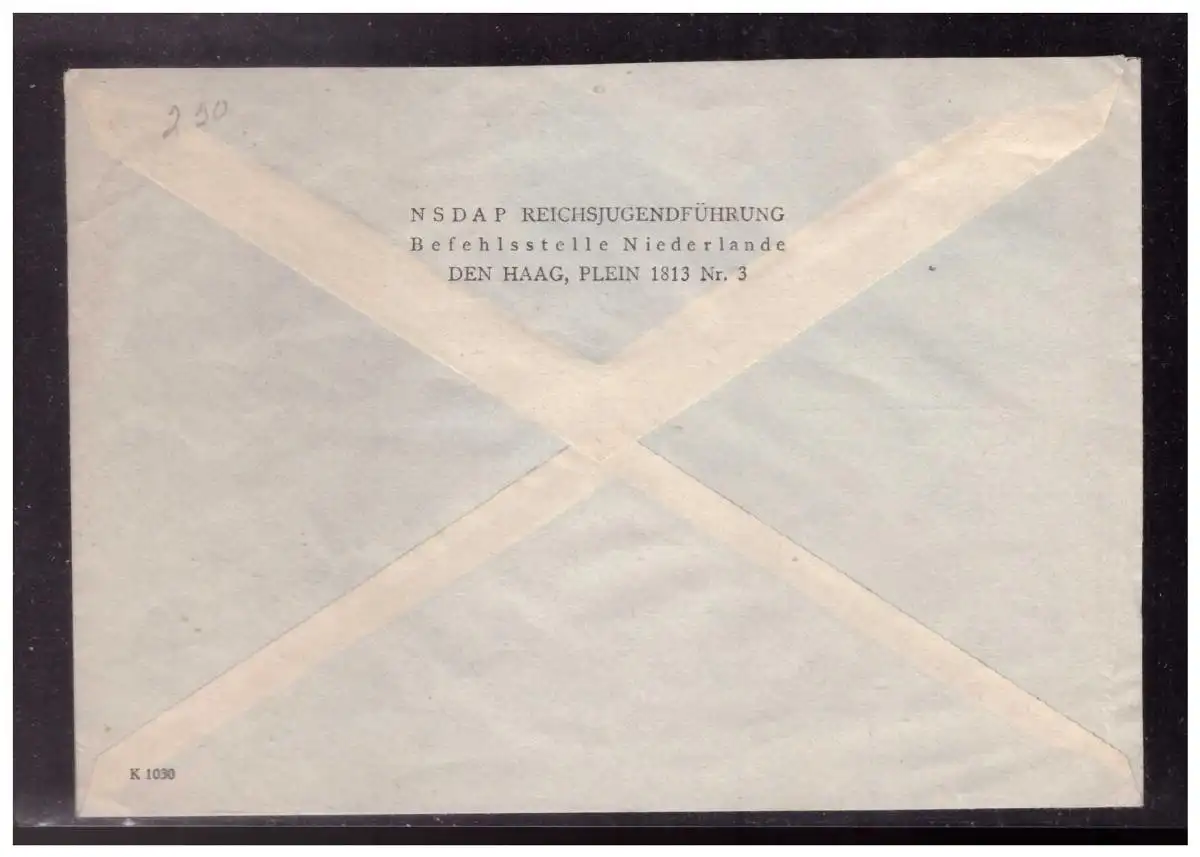 2 50
N S D A P REICHSJUGENDFÜHRUNG
Befehlsstelle Niederlande
DEN HAAG, PLEIN 1813 Nr. 3
K 1030